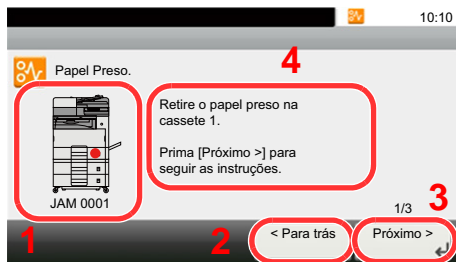 10:10
Papel Preso.
4
Retire o papel preso na
cassete 1.
Prima [Próximo >] para
seguir as instruções.
JAM 0001
1/3
3
1
2
< Para trás
Próximo >